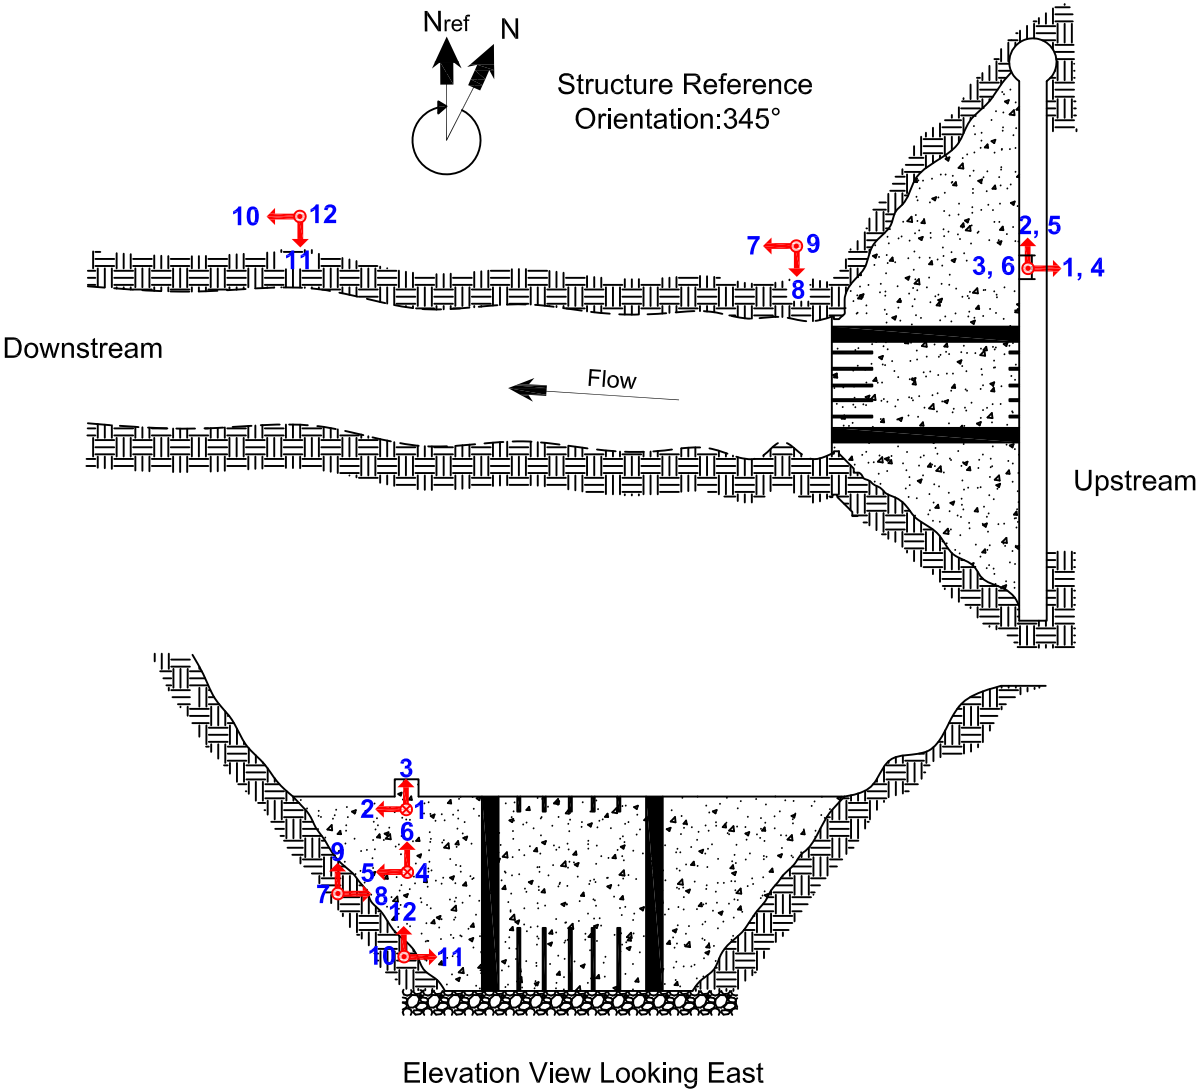 Nref
N
Structure Reference
Orientation:345°
10
12
11
7
9
8
2, 5
3, 6
1, 4
Downstream
Flow
Upstream
3
2
1
6
9
5
4
7
8
12
10
11
Elevation View Looking East